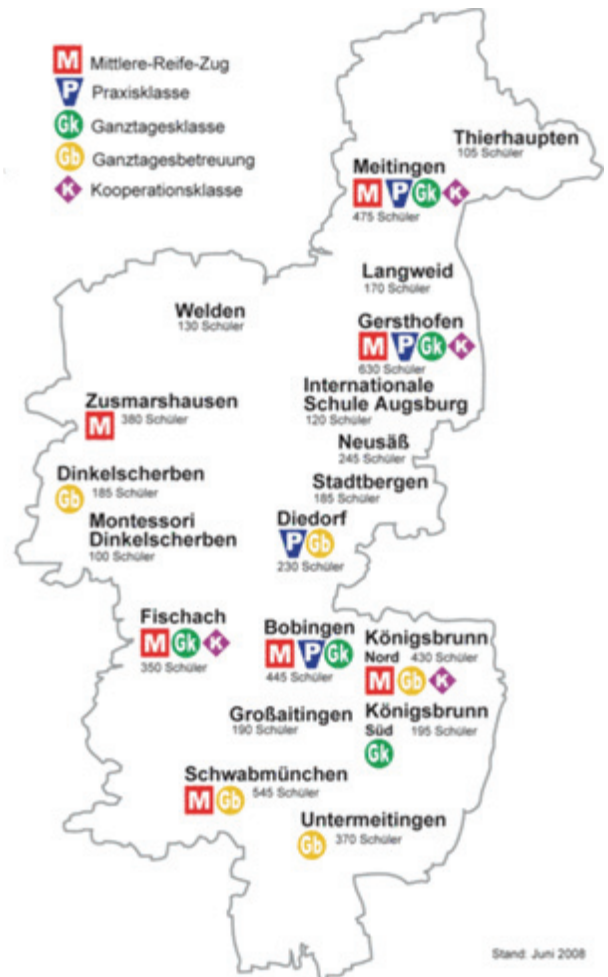 M Mittlere-Reife-Zug
P Praxisklasse
Gk Ganztagesklasse
Gb Ganztagesbetreuung
K Kooperationsklasse
Thierhaupten
105 Schüler
Meitingen
M P Gk K
475 Schüler
Langweid
170 Schüler
Welden
130 Schüler
Gersthofen
M P Gk K
630 Schüler
Internationale
Schule Augsburg
120 Schüler
Zusmarshausen
M 380 Schüler
Neusäß
245 Schüler
Dinkelscherben
Gb 185 Schüler
Stadtbergen
185 Schüler
Montessori
Dinkelscherben
100 Schüler
Diedorf
P Gb
230 Schüler
Fischach
M Gk K
350 Schüler
Bobingen
M P Gk
445 Schüler
Königsbrunn
Nord 430 Schüler
M Gb K
Königsbrunn
Süd 195 Schüler
Gk
Großaitingen
190 Schüler
Schwabmünchen
M Gb 545 Schüler
Untermeitingen
Gb 370 Schüler
Stand: Juni 2008